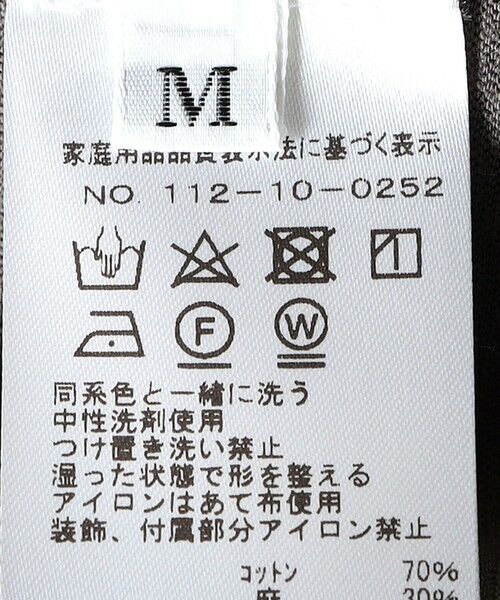 M
家庭用品品質表示法に基づく表示
NO. 112-10-0252
F
W
同系色と一緒に洗う
中性洗剤使用
つけ置き洗い禁止
湿った状態で形を整える
アイロンはあて布使用
装飾、付属部分アイロン禁止
コットン 70%
麻 30%